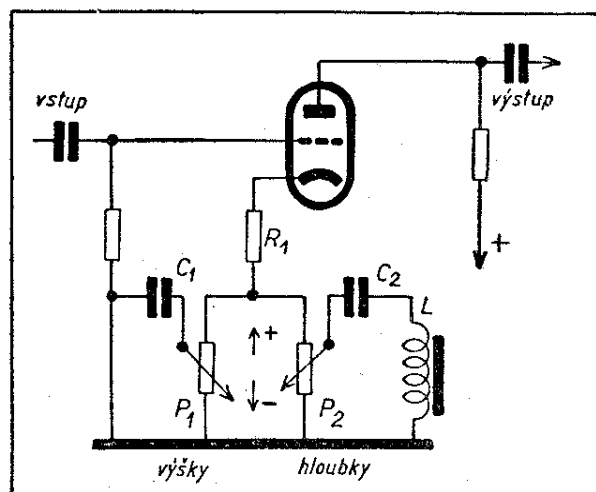 vstup
výstup
R1
+
C1
C2
L
+
-
P1
P2
výšky
hloubky